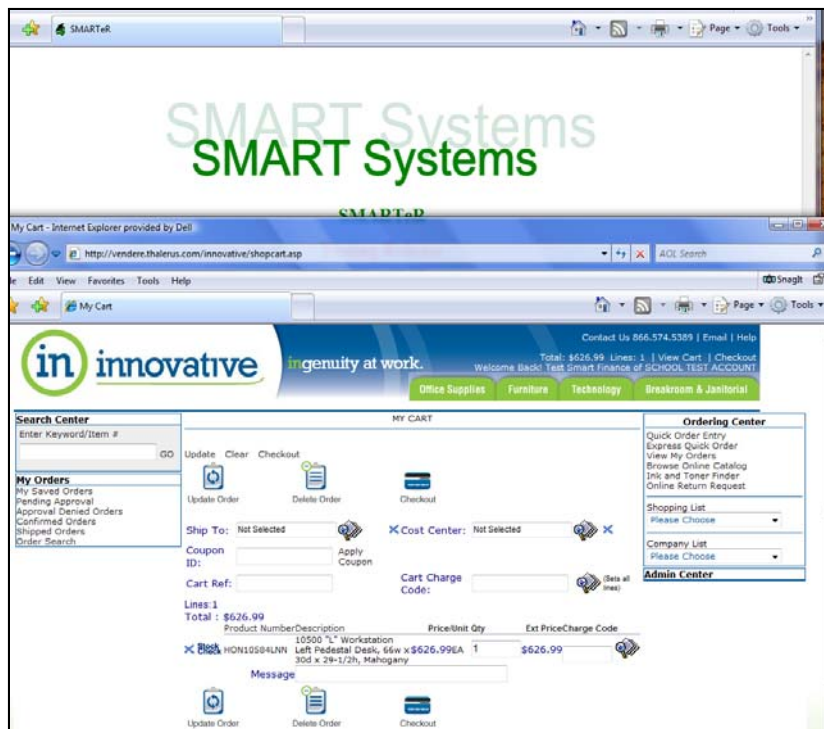 SMARTeR
Page
Tools
SMART Systems
SMART Systems
SMARTeR
My Cart - Internet Explorer provided by Dell
http://vendere.thalerus.com/innovative/shopcart.asp
AOL Search
Edit View Favorites Tools Help
SnagIt
My Cart
Page
Tools
Contact Us 866.574.5389 | Email | Help
in innovative
ingenuity at work.
Total: $626.99 Lines: 1 | View Cart | Checkout
Welcome Back! Test Smart Finance of SCHOOL TEST ACCOUNT
Office Supplies Furniture Technology Breakroom & Janitorial
Search Center
Enter Keyword/Item #
GO
My Orders
My Saved Orders
Pending Approval
Approval Denied Orders
Confirmed Orders
Shipped Orders
Order Search
MY CART
Update Clear Checkout
Update Order Delete Order Checkout
Ship To: Not Selected
Cost Center: Not Selected
Coupon ID:
Apply Coupon
Cart Ref:
Cart Charge Code:
(Sets all lines)
Lines:1
Total : $626.99
Product Number Description Price/Unit Qty Ext Price Charge Code
HON10584LNN
10500 "L" Workstation
Left Pedestal Desk, 66w x
30d x 29-1/2h, Mahogany
$626.99EA 1 $626.99
Message
Update Order Delete Order Checkout
Ordering Center
Quick Order Entry
Express Quick Order
View My Orders
Browse Online Catalog
Ink and Toner Finder
Online Return Request
Shopping List
Please Choose
Company List
Please Choose
Admin Center